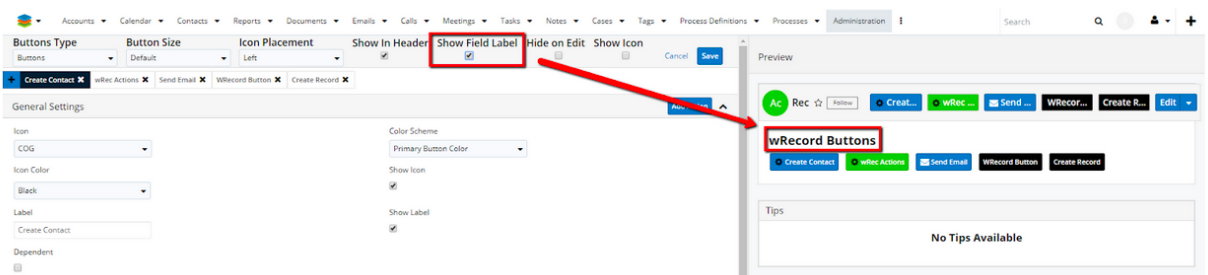 Accounts Calendar Contacts Reports Documents Emails Calls Meetings Tasks Notes Cases Tags Process Definitions Processes Administration Search
Buttons Type Button Size Icon Placement Show In Header Show Field Label Hide on Edit Show Icon
Buttons Default Left Cancel Save
Preview
+ Create Contact ✖ wRec Actions ✖ Send Email ✖ WRecord Button ✖ Create Record ✖
General Settings
Ac Rec Follow Creat... wRec ... Send ... WRecor... Create R... Edit
Icon Color Scheme
COG Primary Button Color
wRecord Buttons
Create Contact wRec Actions Send Email WRecord Button Create Record
Icon Color Show Icon
Black
Label Show Label
Create Contact
Tips
No Tips Available
Dependent